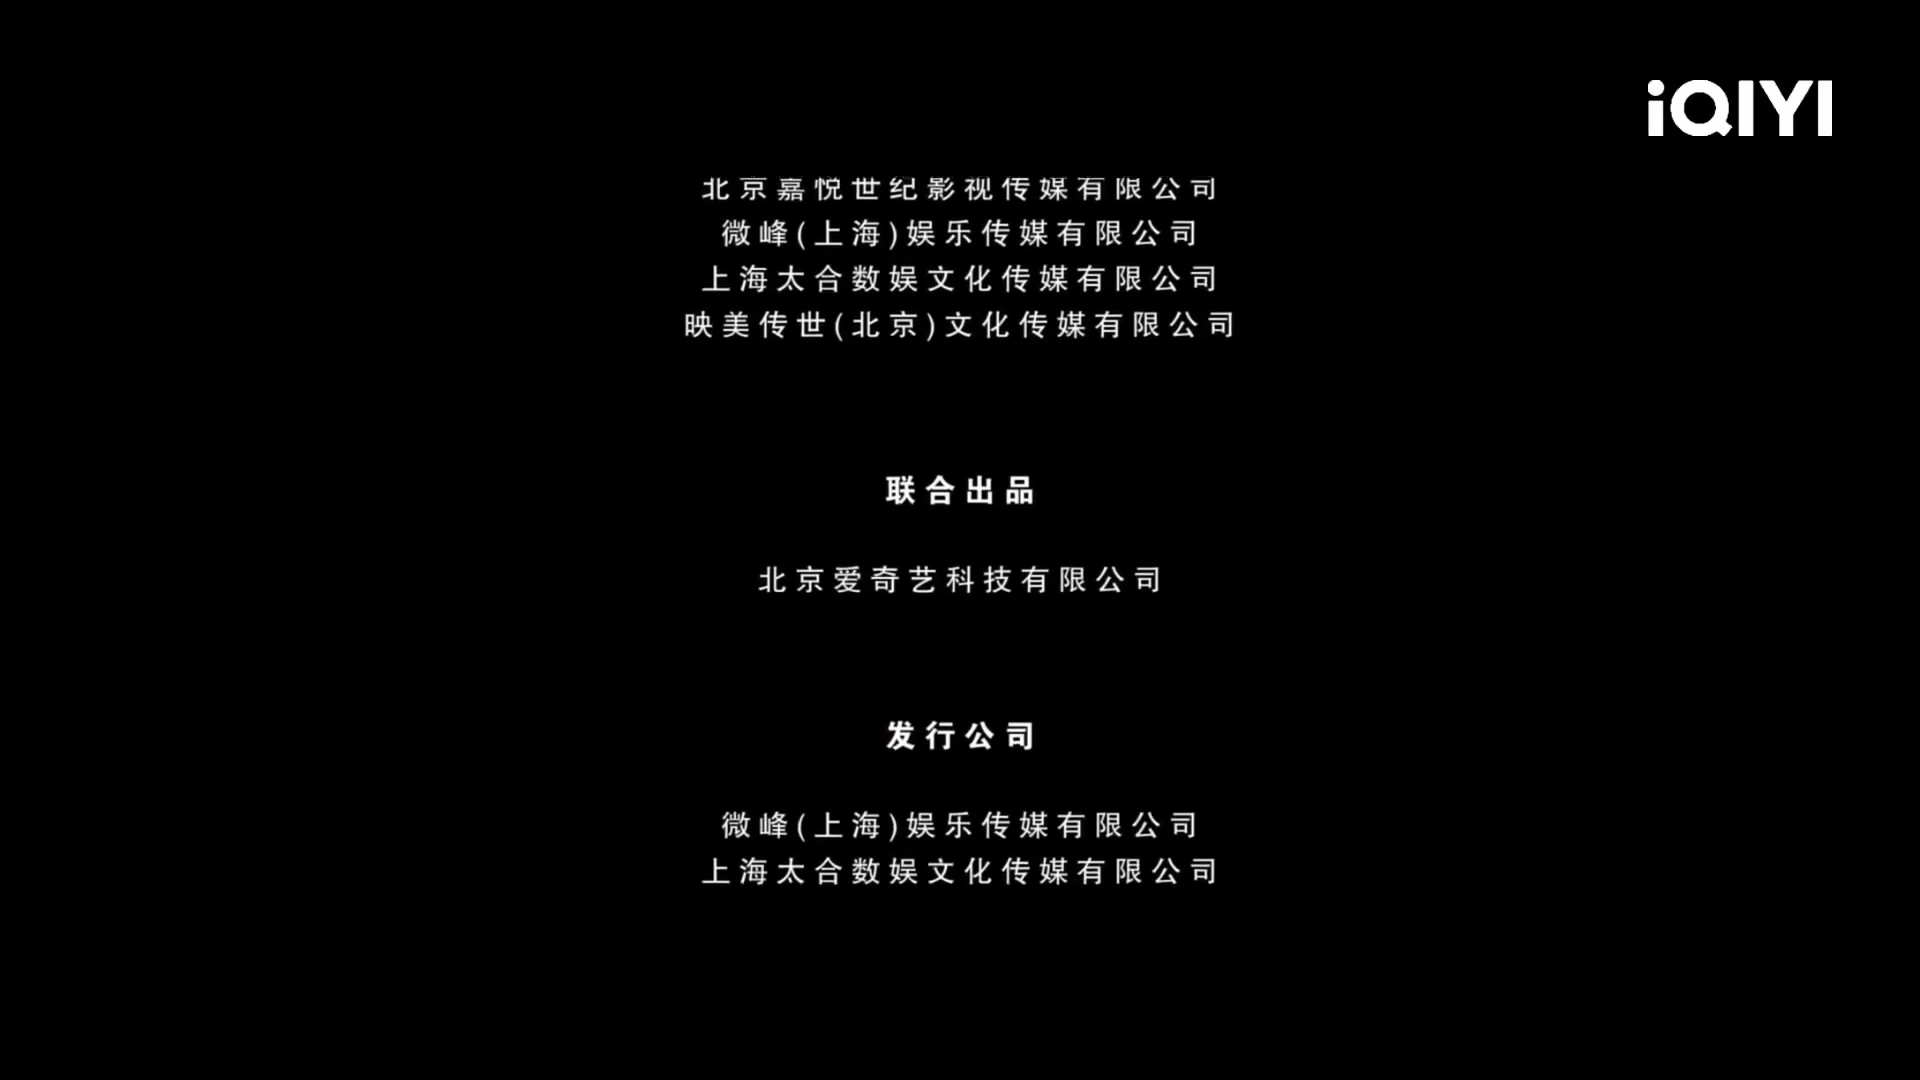 iQIYI
北京嘉悦世纪影视传媒有限公司
微峰(上海)娱乐传媒有限公司
上海太合数娱文化传媒有限公司
映美传世(北京)文化传媒有限公司
联合出品
北京爱奇艺科技有限公司
发行公司
微峰(上海)娱乐传媒有限公司
上海太合数娱文化传媒有限公司